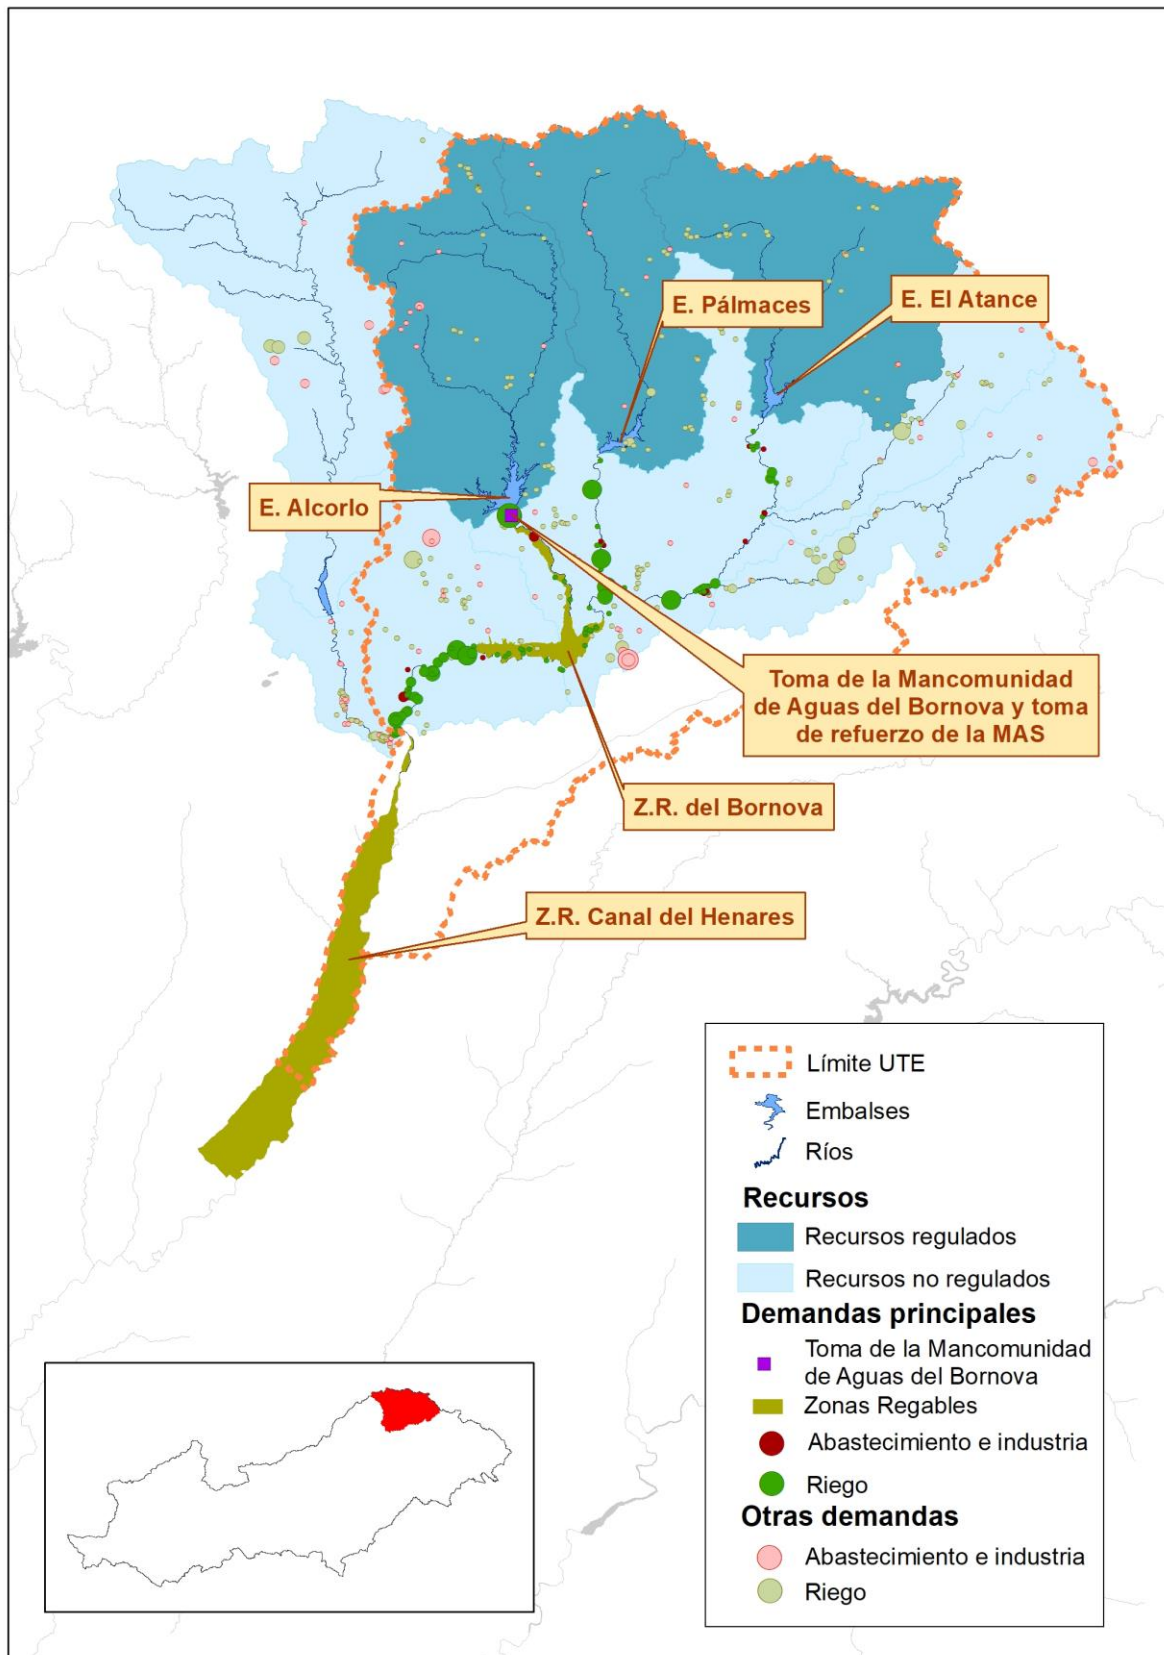 E. Pálmaces
E. El Atance
E. Alcorlo
Toma de la Mancomunidad
de Aguas del Bornova y toma
de refuerzo de la MAS
Z.R. del Bornova
Z.R. Canal del Henares
Límite UTE
Embalses
Ríos
Recursos
Recursos regulados
Recursos no regulados
Demandas principales
Toma de la Mancomunidad
de Aguas del Bornova
Zonas Regables
Abastecimiento e industria
Riego
Otras demandas
Abastecimiento e industria
Riego